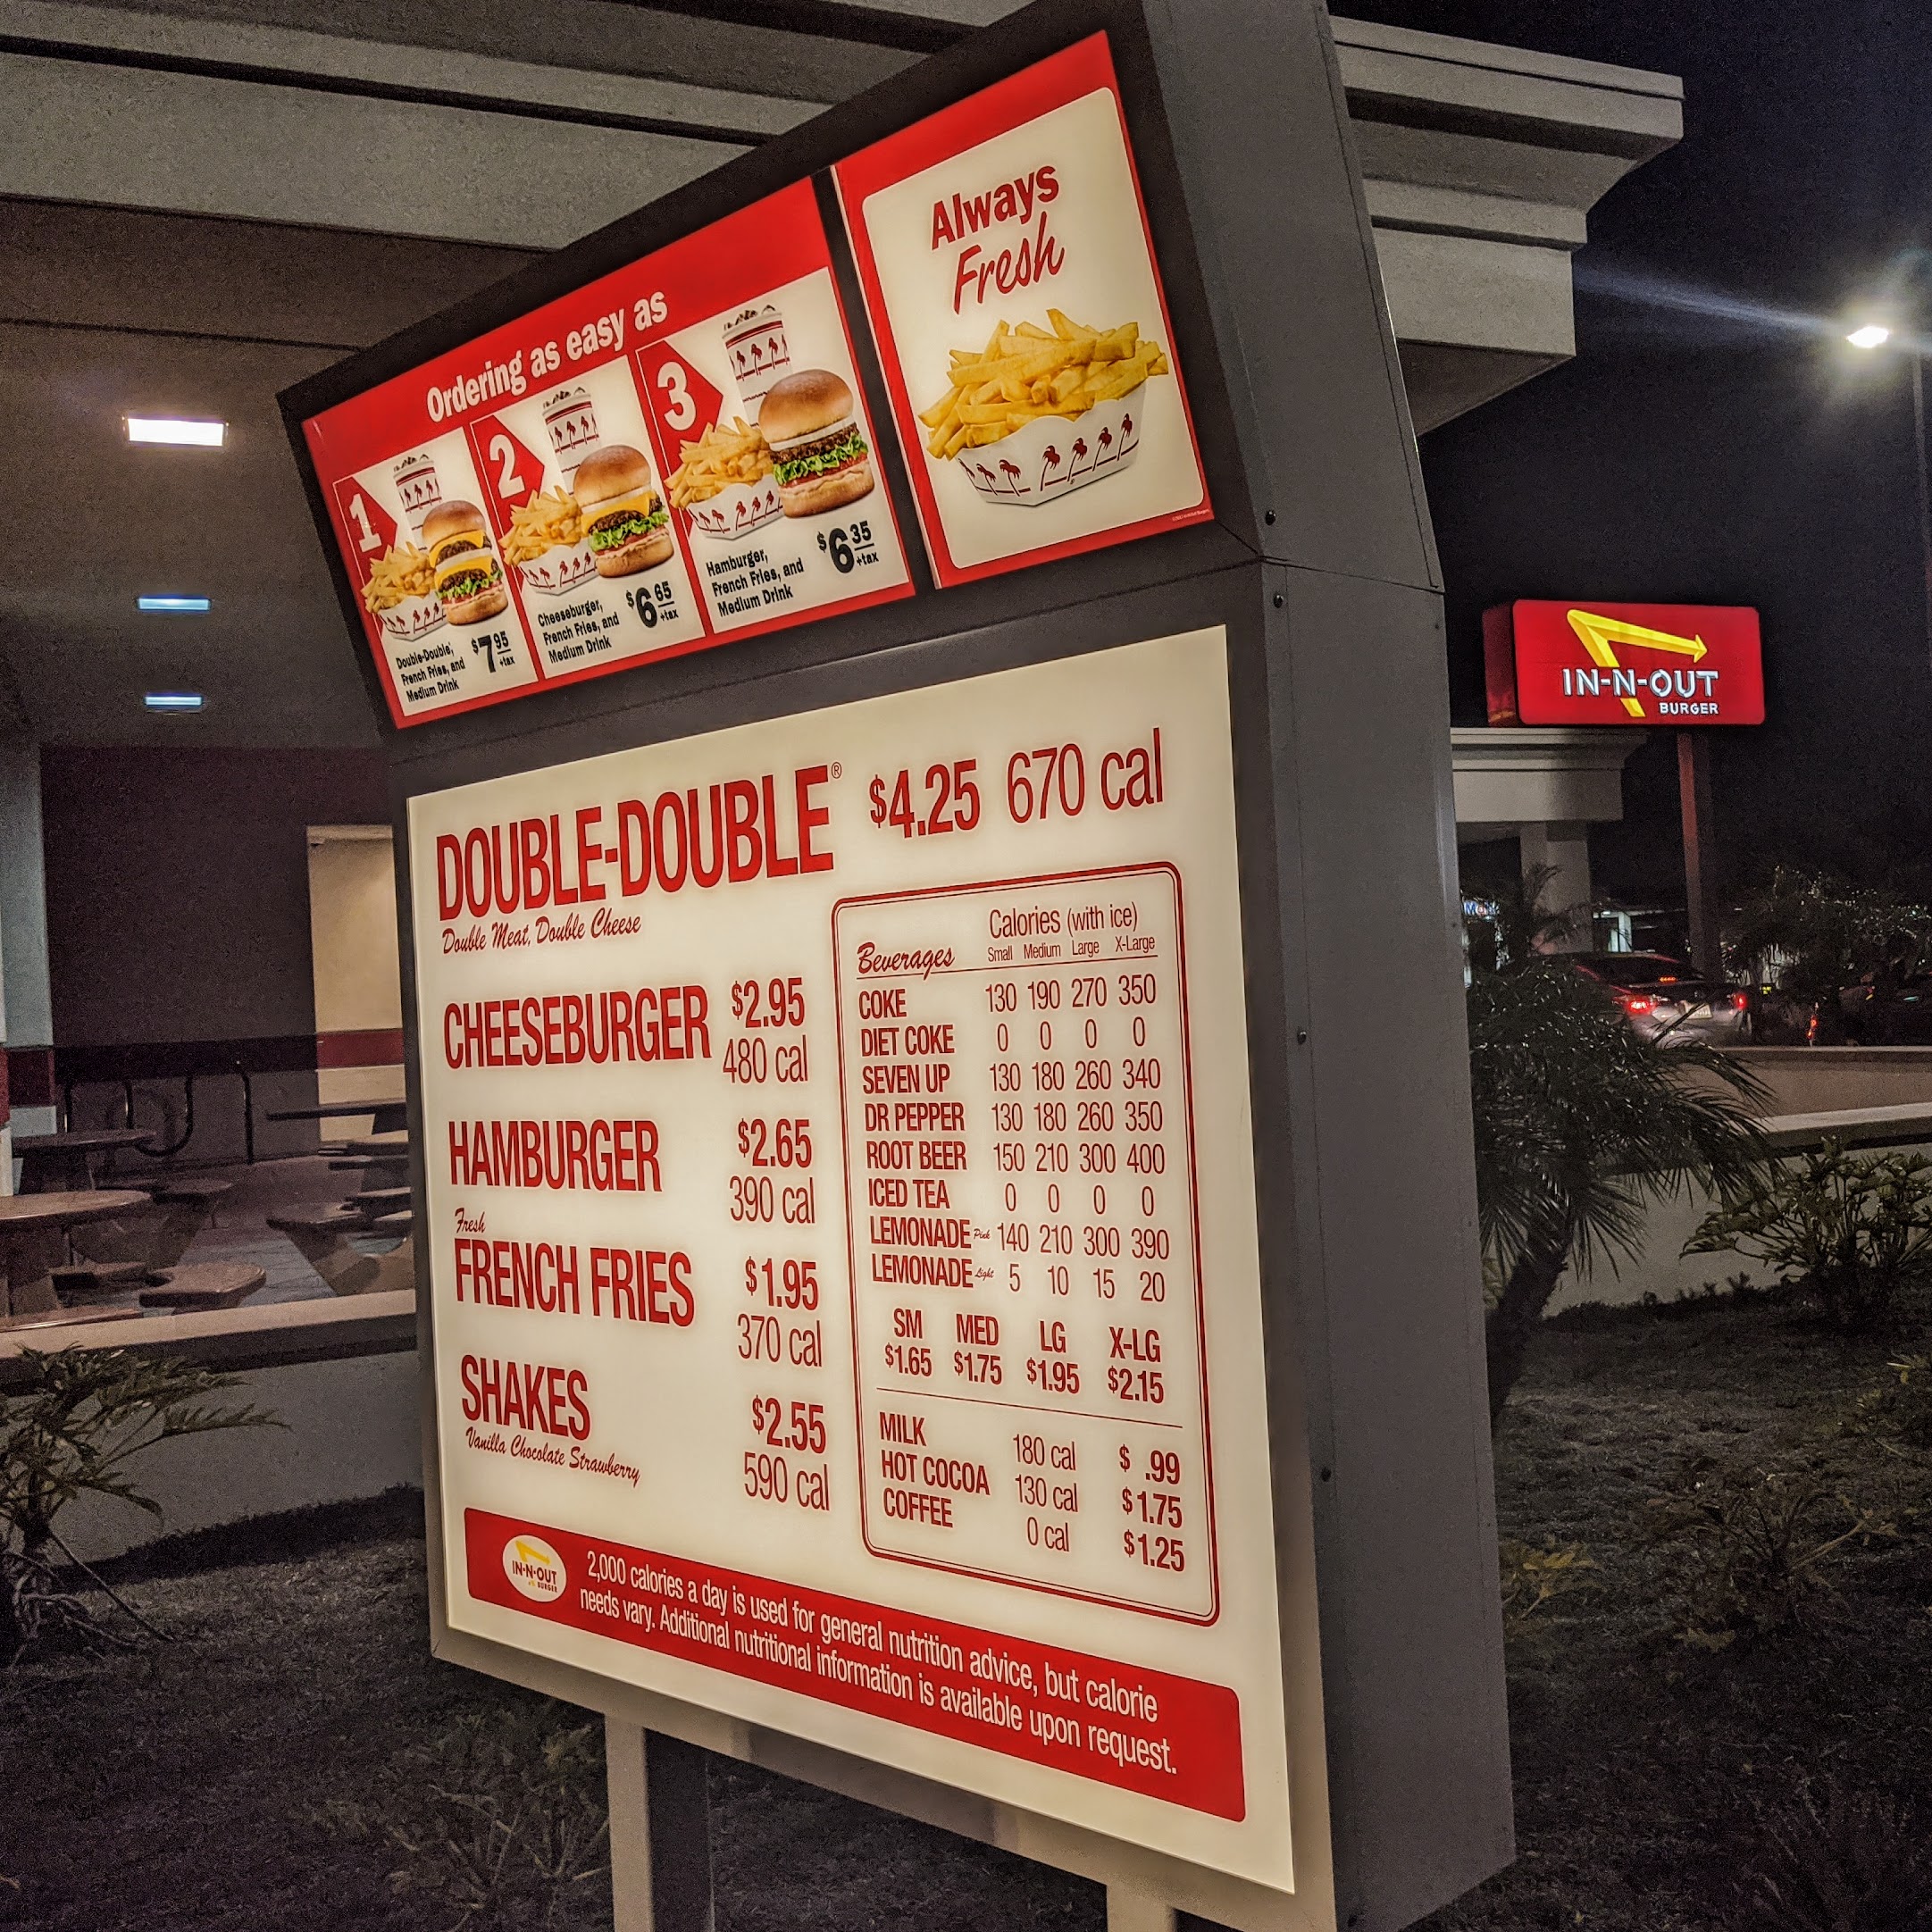 Ordering as easy as
1
Double-Double®,
French Fries, and
Medium Drink
$7 95
+tax
2
Cheeseburger,
French Fries, and
Medium Drink
$6 65
+tax
3
Hamburger,
French Fries, and
Medium Drink
$6 35
+tax
Always
Fresh
IN-N-OUT
BURGER
DOUBLE-DOUBLE® $4.25 670 cal
Double Meat, Double Cheese
CHEESEBURGER $2.95
480 cal
HAMBURGER $2.65
390 cal
Fresh
FRENCH FRIES $1.95
370 cal
SHAKES $2.55
Vanilla Chocolate Strawberry
590 cal
Calories (with ice)
Beverages Small Medium Large X-Large
COKE 130 190 270 350
DIET COKE 0 0 0 0
SEVEN UP 130 180 260 340
DR PEPPER 130 180 260 350
ROOT BEER 150 210 300 400
ICED TEA 0 0 0 0
LEMONADE Pink 140 210 300 390
LEMONADE Light 5 10 15 20
SM MED LG X-LG
$1.65 $1.75 $1.95 $2.15
MILK 180 cal $ .99
HOT COCOA 130 cal $1.75
COFFEE 0 cal $1.25
IN-N-OUT
BURGER
2,000 calories a day is used for general nutrition advice, but calorie
needs vary. Additional nutritional information is available upon request.